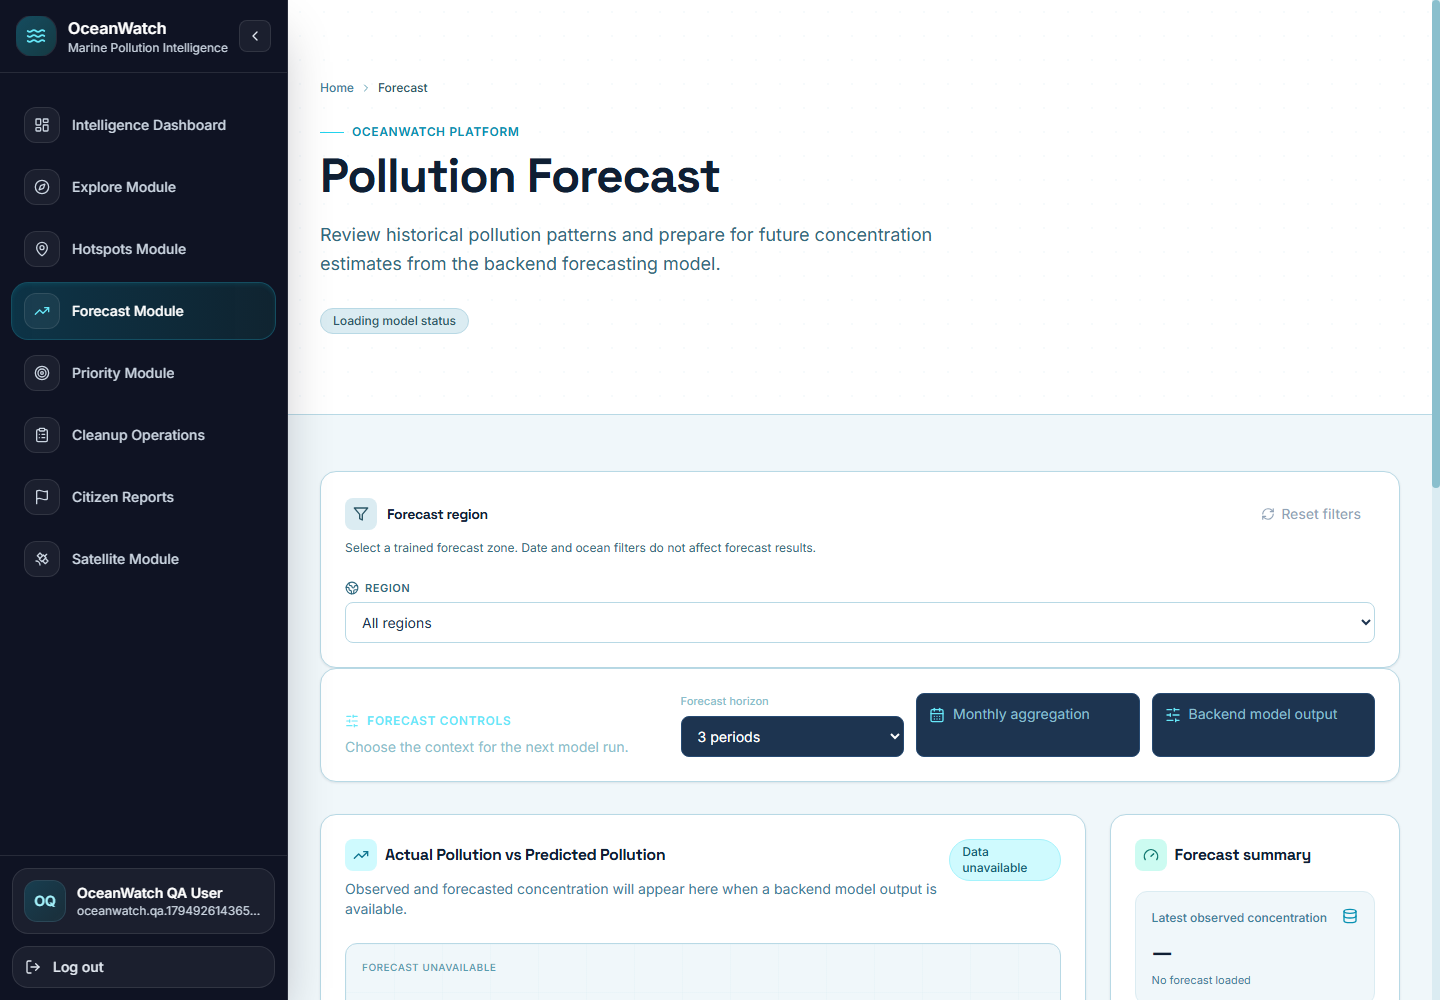 OceanWatch
Marine Pollution Intelligence
Intelligence Dashboard
Explore Module
Hotspots Module
Forecast Module
Priority Module
Cleanup Operations
Citizen Reports
Satellite Module
OQ
OceanWatch QA User
oceanwatch.qa.179492614365...
Log out
Home
Forecast
OCEANWATCH PLATFORM
Pollution Forecast
Review historical pollution patterns and prepare for future concentration
estimates from the backend forecasting model.
Loading model status
Forecast region
Reset filters
Select a trained forecast zone. Date and ocean filters do not affect forecast results.
REGION
All regions
FORECAST CONTROLS
Choose the context for the next model run.
Forecast horizon
3 periods
Monthly aggregation
Backend model output
Actual Pollution vs Predicted Pollution
Data
unavailable
Observed and forecasted concentration will appear here when a backend model output is
available.
FORECAST UNAVAILABLE
Forecast summary
Latest observed concentration
—
No forecast loaded